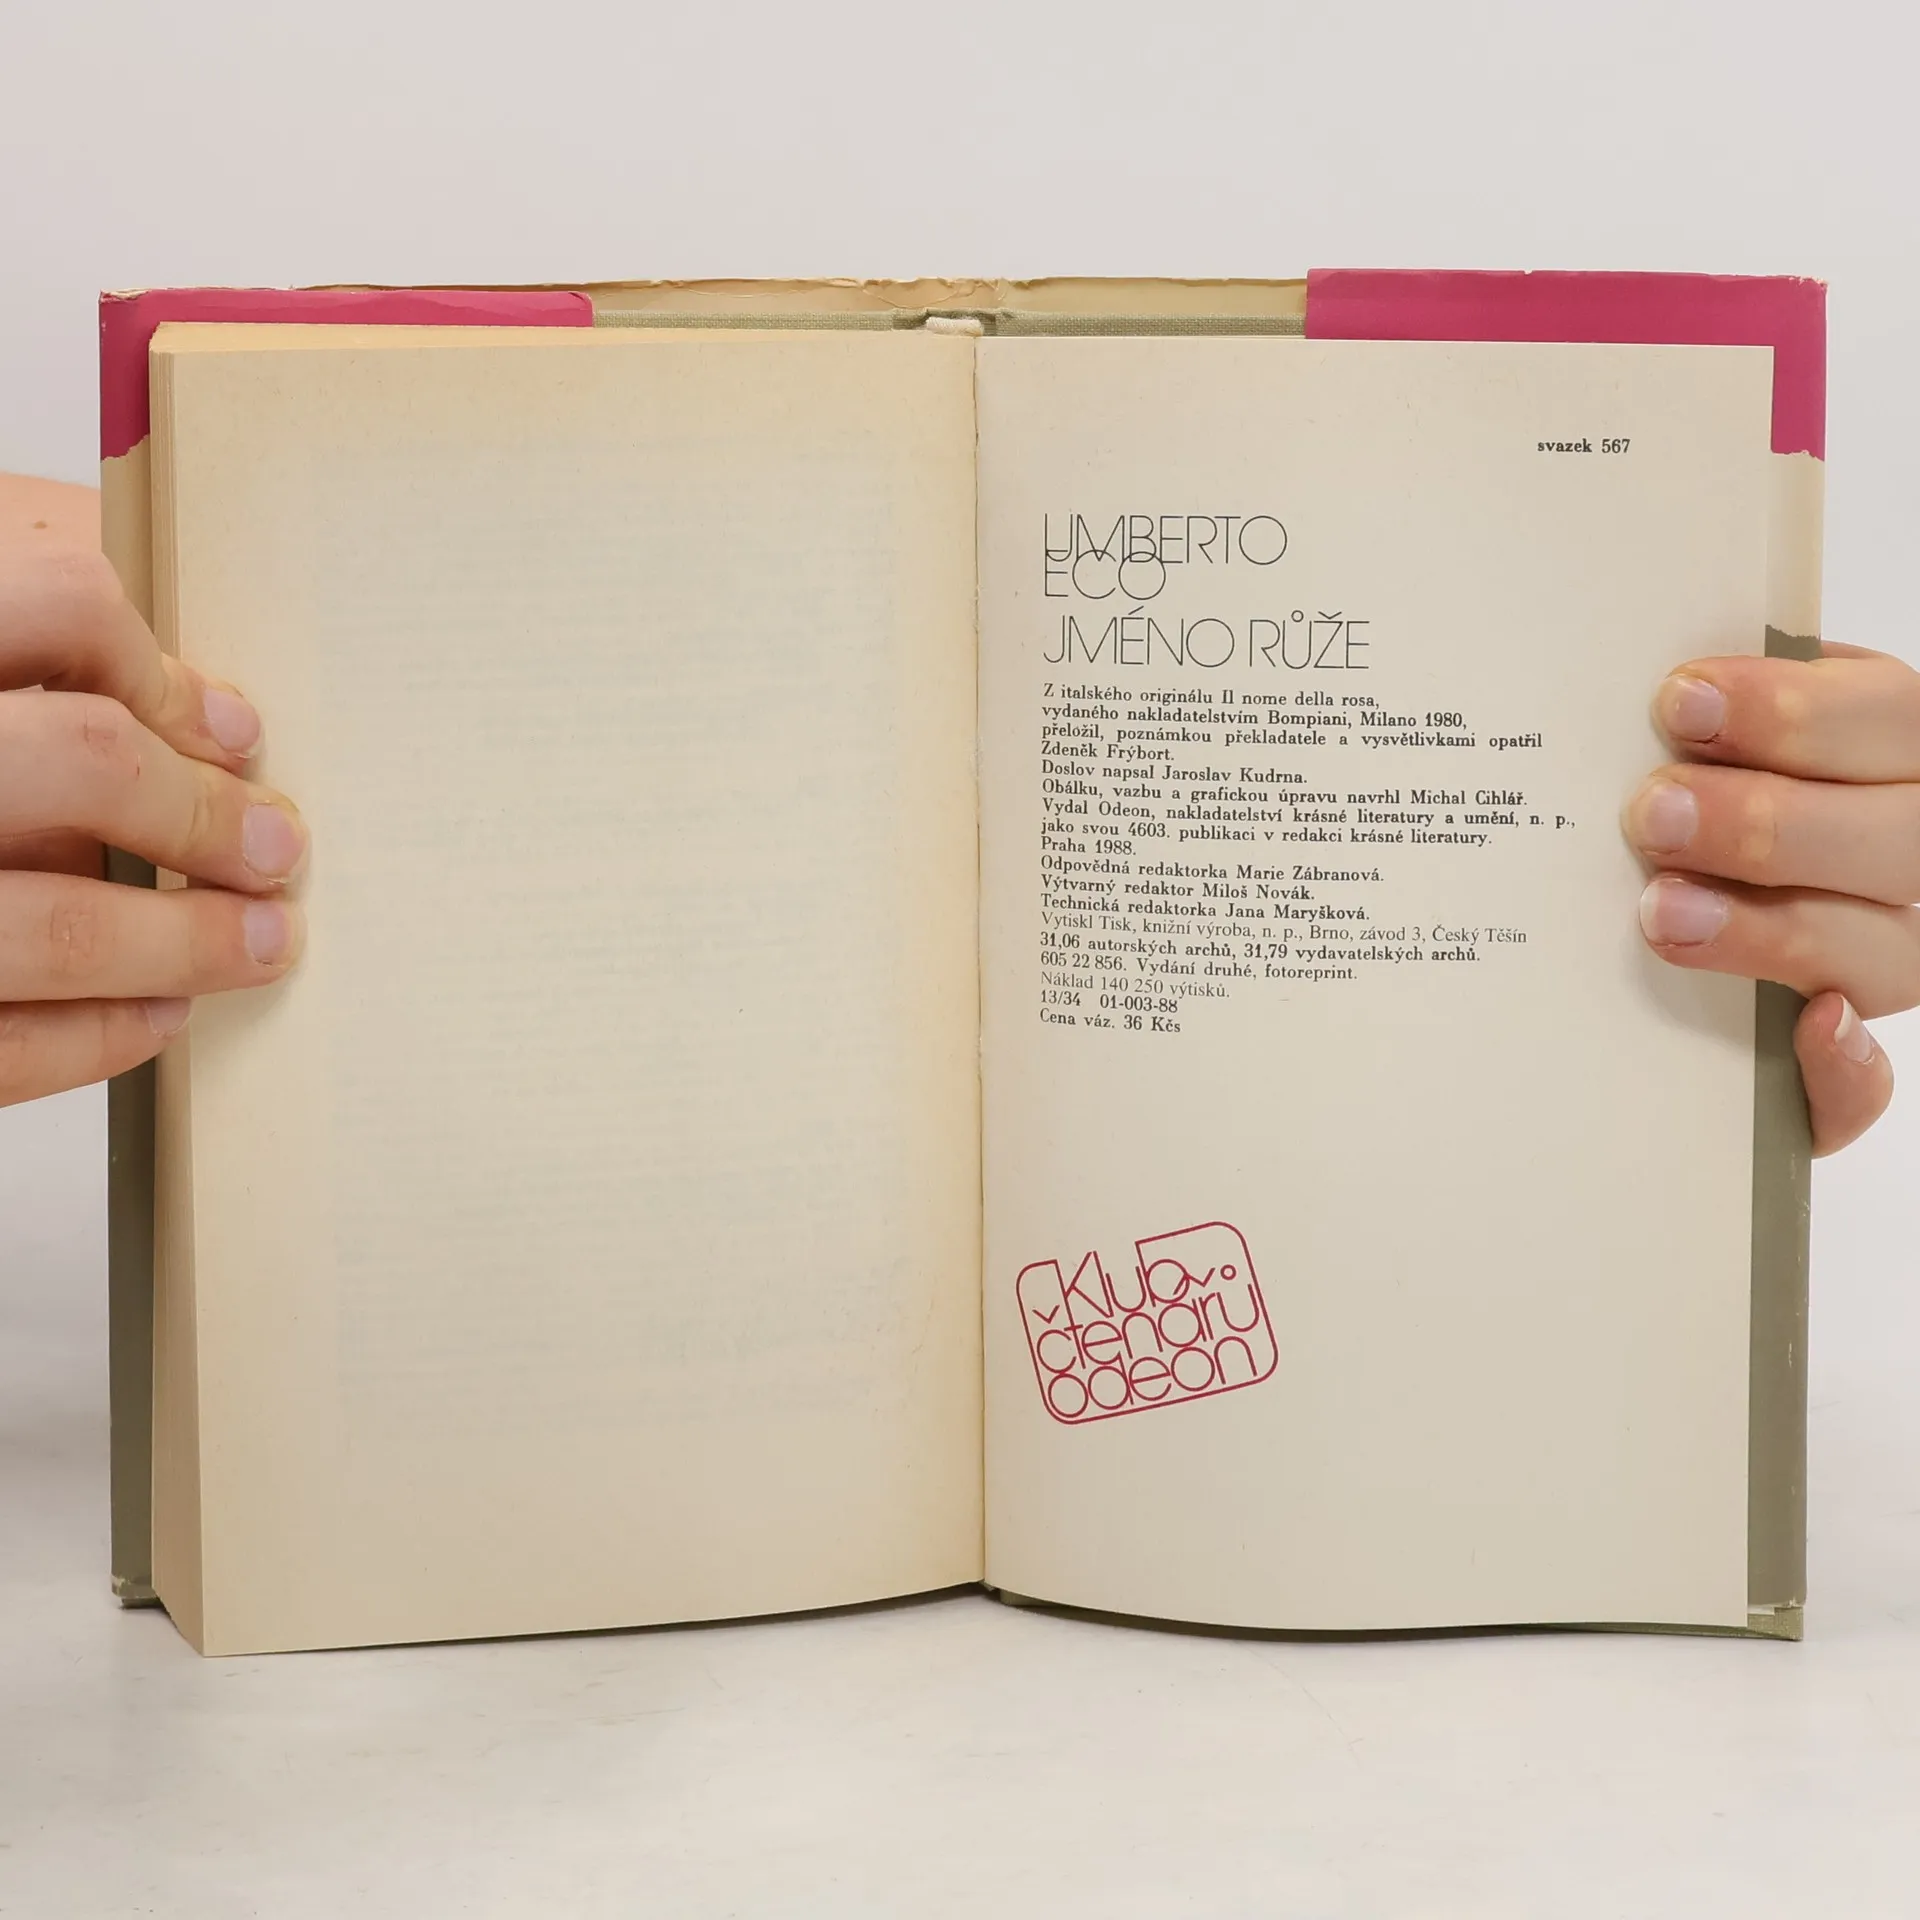 svazek 567
UMBERTO
ECO
JMÉNO RŮŽE
Z italského originálu Il nome della rosa,
vydaného nakladatelstvím Bompiani, Milano 1980,
přeložil, poznámkou překladatele a vysvětlivkami opatřil
Zdeněk Frýbort.
Doslov napsal Jaroslav Kudrna.
Obálku, vazbu a grafickou úpravu navrhl Michal Cihlář.
Vydal Odeon, nakladatelství krásné literatury a umění, n. p.,
jako svou 4603. publikaci v redakci krásné literatury.
Praha 1988.
Odpovědná redaktorka Marie Zábranová.
Výtvarný redaktor Miloš Novák.
Technická redaktorka Jana Maryšková.
Vytiskl Tisk, knižní výroba, n. p., Brno, závod 3, Český Těšín
31,06 autorských archů, 31,79 vydavatelských archů.
605 22 856. Vydání druhé, fotoreprint.
Náklad 140 250 výtisků.
13/34 01-003-88
Cena váz. 36 Kčs
Klub
čtenářů
odeon